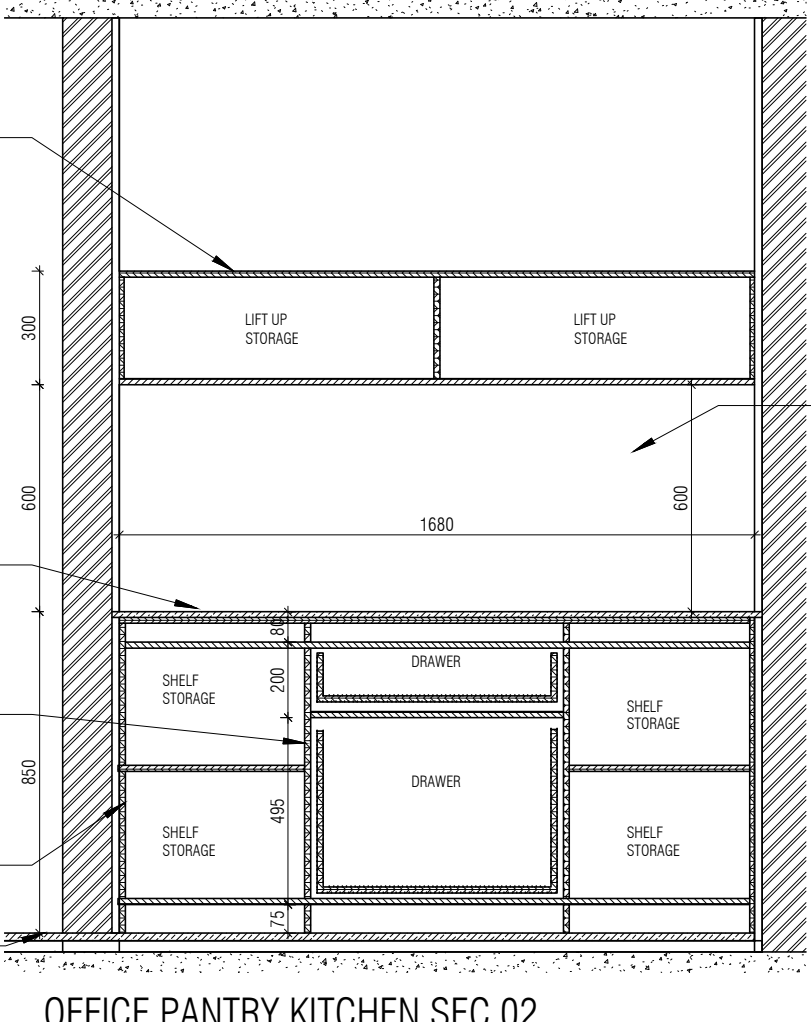 300
LIFT UP
STORAGE
LIFT UP
STORAGE
600
600
1680
80
SHELF
STORAGE
200
DRAWER
SHELF
STORAGE
850
495
DRAWER
SHELF
STORAGE
SHELF
STORAGE
75
OFFICE PANTRY KITCHEN SEC 02